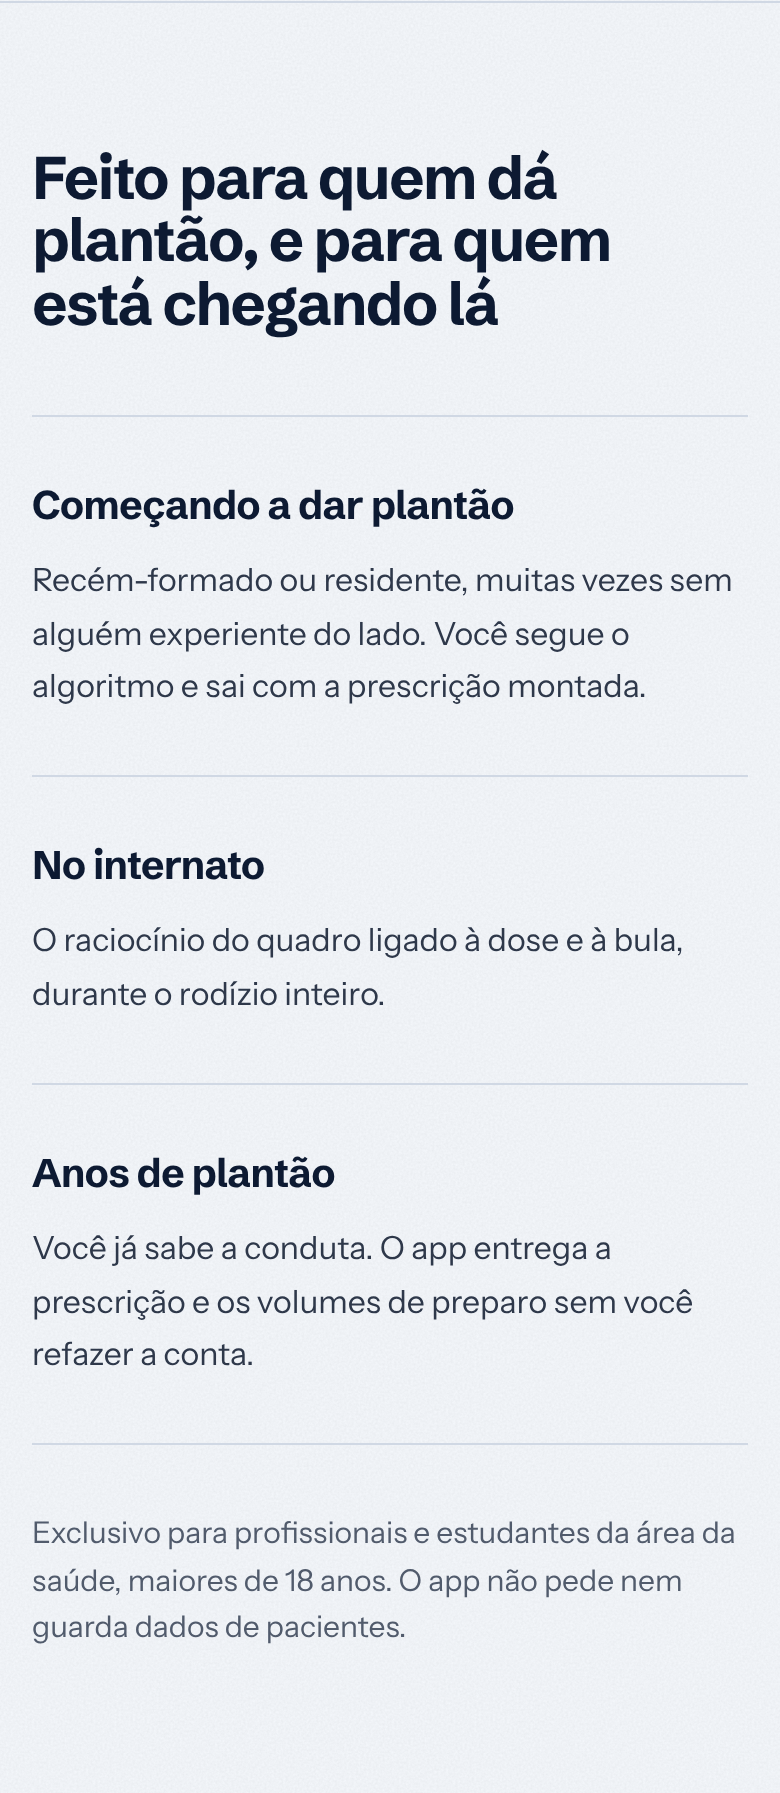 Feito para quem dá
plantão, e para quem
está chegando lá
Começando a dar plantão
Recém-formado ou residente, muitas vezes sem
alguém experiente do lado. Você segue o
algoritmo e sai com a prescrição montada.
No internato
O raciocínio do quadro ligado à dose e à bula,
durante o rodízio inteiro.
Anos de plantão
Você já sabe a conduta. O app entrega a
prescrição e os volumes de preparo sem você
refazer a conta.
Exclusivo para profissionais e estudantes da área da
saúde, maiores de 18 anos. O app não pede nem
guarda dados de pacientes.